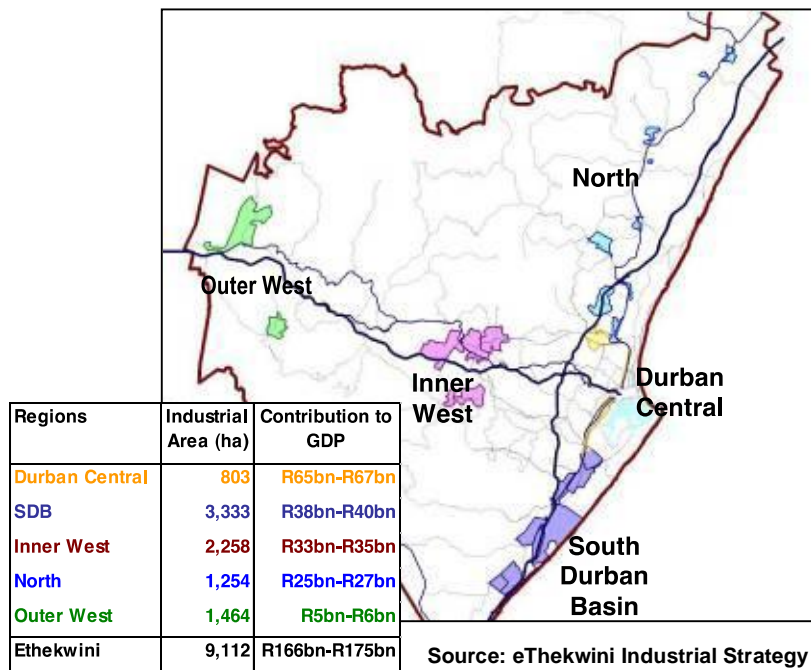 North
Outer West
Inner
West
Durban
Central
South
Durban
Basin
Regions Industrial Area (ha) Contribution to GDP
Durban Central 803 R65bn-R67bn
SDB 3,333 R38bn-R40bn
Inner West 2,258 R33bn-R35bn
North 1,254 R25bn-R27bn
Outer West 1,464 R5bn-R6bn
Ethekwini 9,112 R166bn-R175bn
Source: eThekwini Industrial Strategy